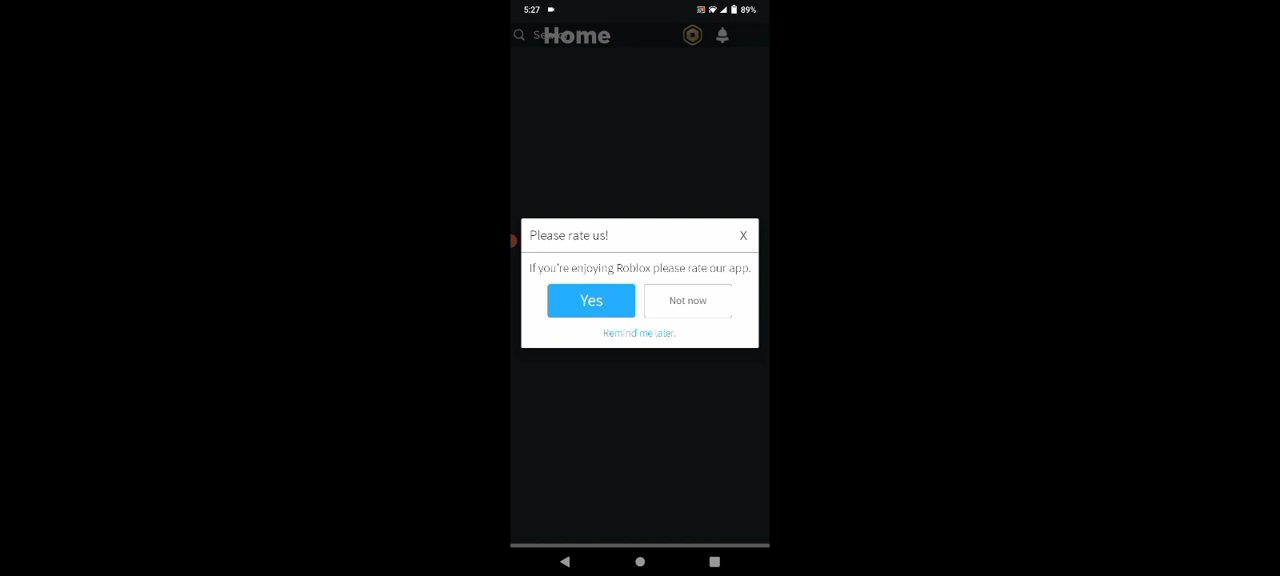 5:27 89%
Home
Please rate us! X
If you're enjoying Roblox please rate our app.
Yes Not now
Remind me later.